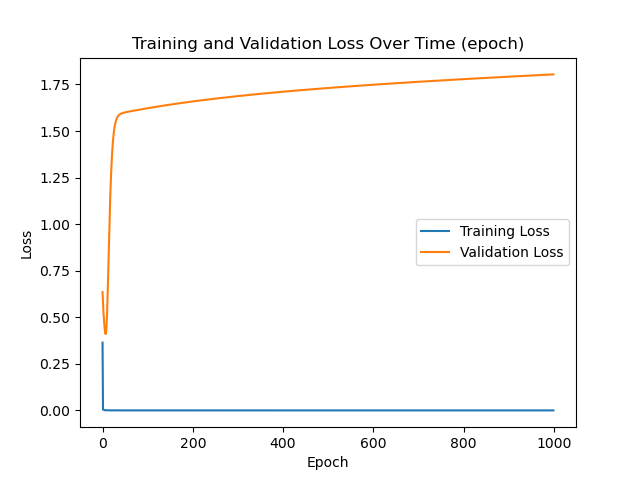 Training and Validation Loss Over Time (epoch)
1.75
1.50
1.25
1.00
0.75
0.50
0.25
0.00
Loss
Training Loss
Validation Loss
0 200 400 600 800 1000
Epoch